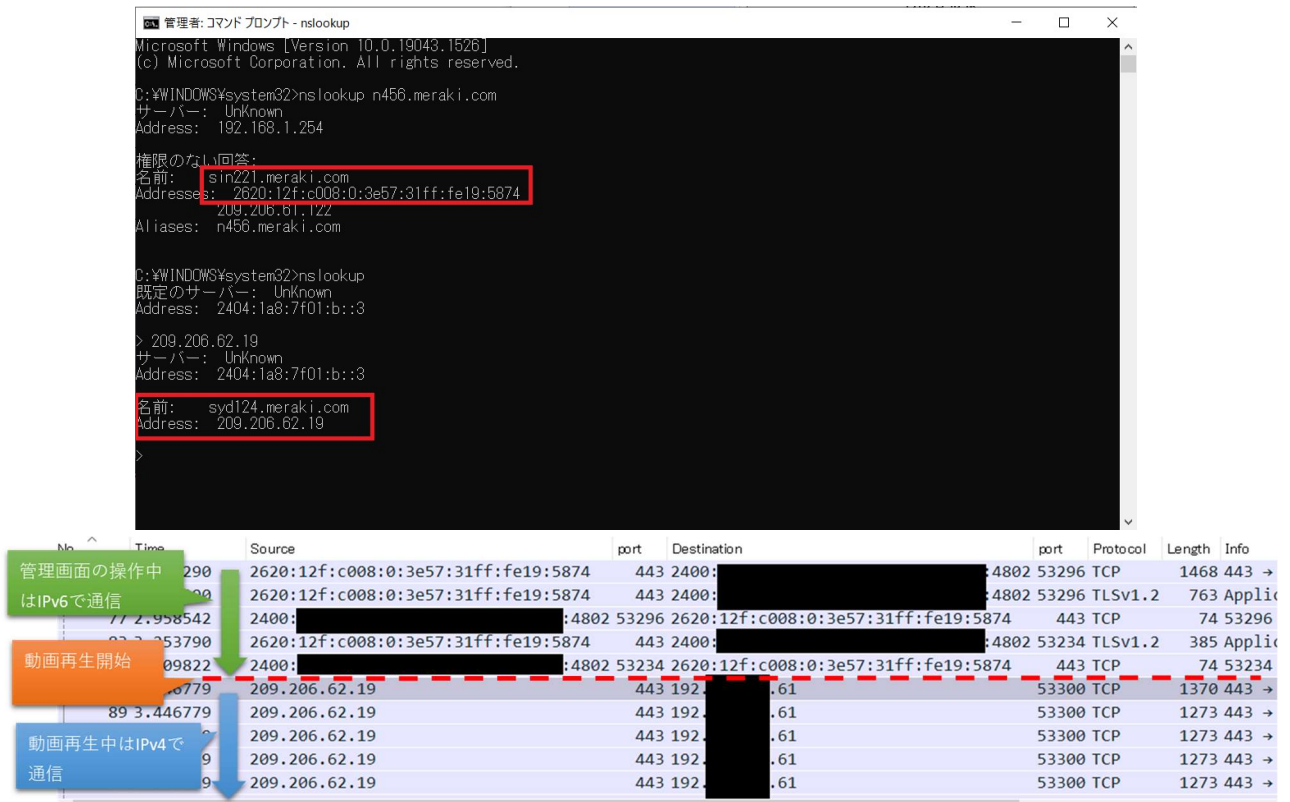 管理者: コマンド プロンプト - nslookup
Microsoft Windows [Version 10.0.19043.1526]
(c) Microsoft Corporation. All rights reserved.
C:¥WINDOWS¥system32>nslookup n456.meraki.com
サーバー: UnKnown
Address: 192.168.1.254
権限のない回答:
名前: sin221.meraki.com
Addresses: 2620:12f:c008:0:3e57:31ff:fe19:5874
209.206.61.122
Aliases: n456.meraki.com
C:¥WINDOWS¥system32>nslookup
既定のサーバー: UnKnown
Address: 2404:1a8:7f01:b::3
> 209.206.62.19
サーバー: UnKnown
Address: 2404:1a8:7f01:b::3
名前: syd124.meraki.com
Address: 209.206.62.19
>
No. Time Source port Destination port Protocol Length Info
管理画面の操作中
はIPv6で通信
290 2620:12f:c008:0:3e57:31ff:fe19:5874 443 2400: :4802 53296 TCP 1468 443 →
2620:12f:c008:0:3e57:31ff:fe19:5874 443 2400: :4802 53296 TLSv1.2 763 Applic
77 2.958542 2400: :4802 53296 2620:12f:c008:0:3e57:31ff:fe19:5874 443 TCP 74 53296
2620:12f:c008:0:3e57:31ff:fe19:5874 443 2400: :4802 53234 TLSv1.2 385 Applic
動画再生開始
09822 2400: :4802 53234 2620:12f:c008:0:3e57:31ff:fe19:5874 443 TCP 74 53234
6779 209.206.62.19 443 192. .61 53300 TCP 1370 443 →
89 3.446779 209.206.62.19 443 192. .61 53300 TCP 1273 443 →
動画再生中はIPv4で
通信
9 209.206.62.19 443 192. .61 53300 TCP 1273 443 →
9 209.206.62.19 443 192. .61 53300 TCP 1273 443 →
9 209.206.62.19 443 192. .61 53300 TCP 1273 443 →